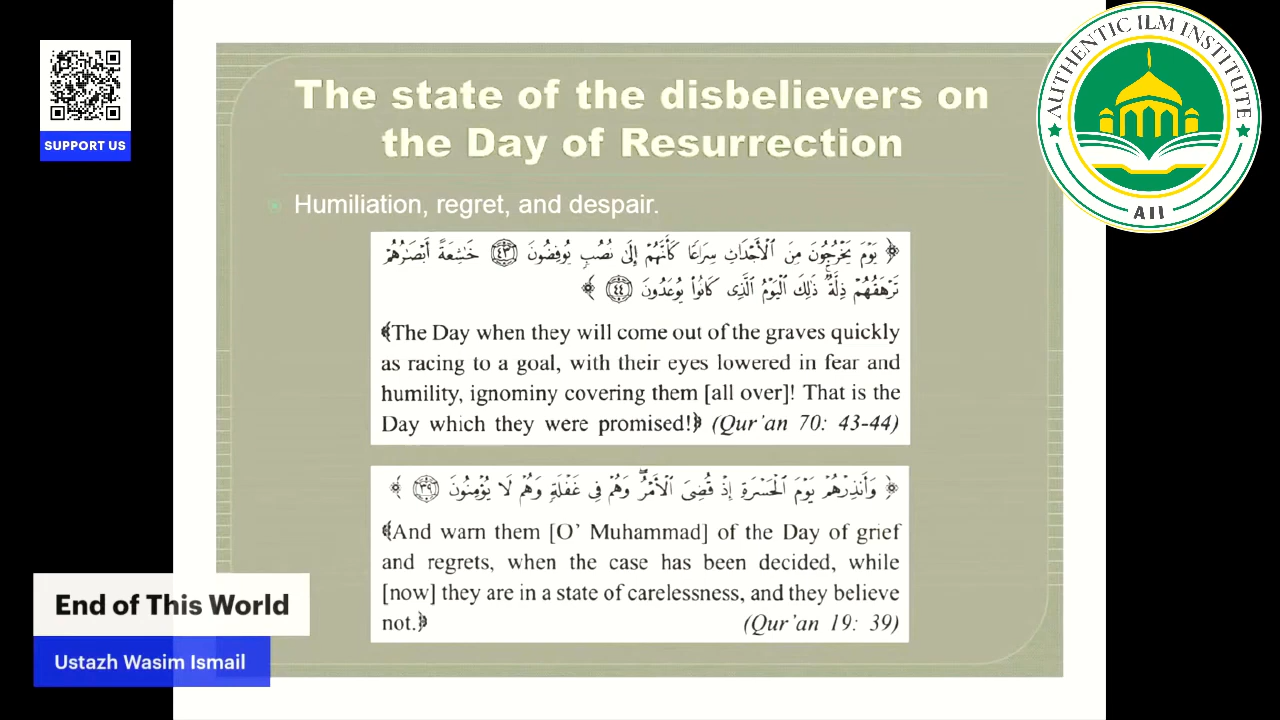 SUPPORT US
AUTHENTIC ILM INSTITUTE
AII
The state of the disbelievers on
the Day of Resurrection
Humiliation, regret, and despair.
﴿ يَوْمَ يَخْرُجُونَ مِنَ ٱلْأَجْدَاثِ سِرَاعًا كَأَنَّهُمْ إِلَىٰ نُصُبٍ يُوفِضُونَ ٤٣ خَٰشِعَةً أَبْصَٰرُهُمْ
تَرْهَقُهُمْ ذِلَّةٌ ۚ ذَٰلِكَ ٱلْيَوْمُ ٱلَّذِى كَانُوا۟ يُوعَدُونَ ٤٤ ﴾
﴾The Day when they will come out of the graves quickly
as racing to a goal, with their eyes lowered in fear and
humility, ignominy covering them [all over]! That is the
Day which they were promised!﴿ (Qur’an 70: 43-44)
﴿ وَأَنذِرْهُمْ يَوْمَ ٱلْحَسْرَةِ إِذْ قُضِىَ ٱلْأَمْرُ ۖ وَهُمْ فِى غَفْلَةٍ وَهُمْ لَا يُؤْمِنُونَ ٣٩ ﴾
﴾And warn them [O’ Muhammad] of the Day of grief
and regrets, when the case has been decided, while
[now] they are in a state of carelessness, and they believe
not.﴿ (Qur’an 19: 39)
End of This World
Ustazh Wasim Ismail